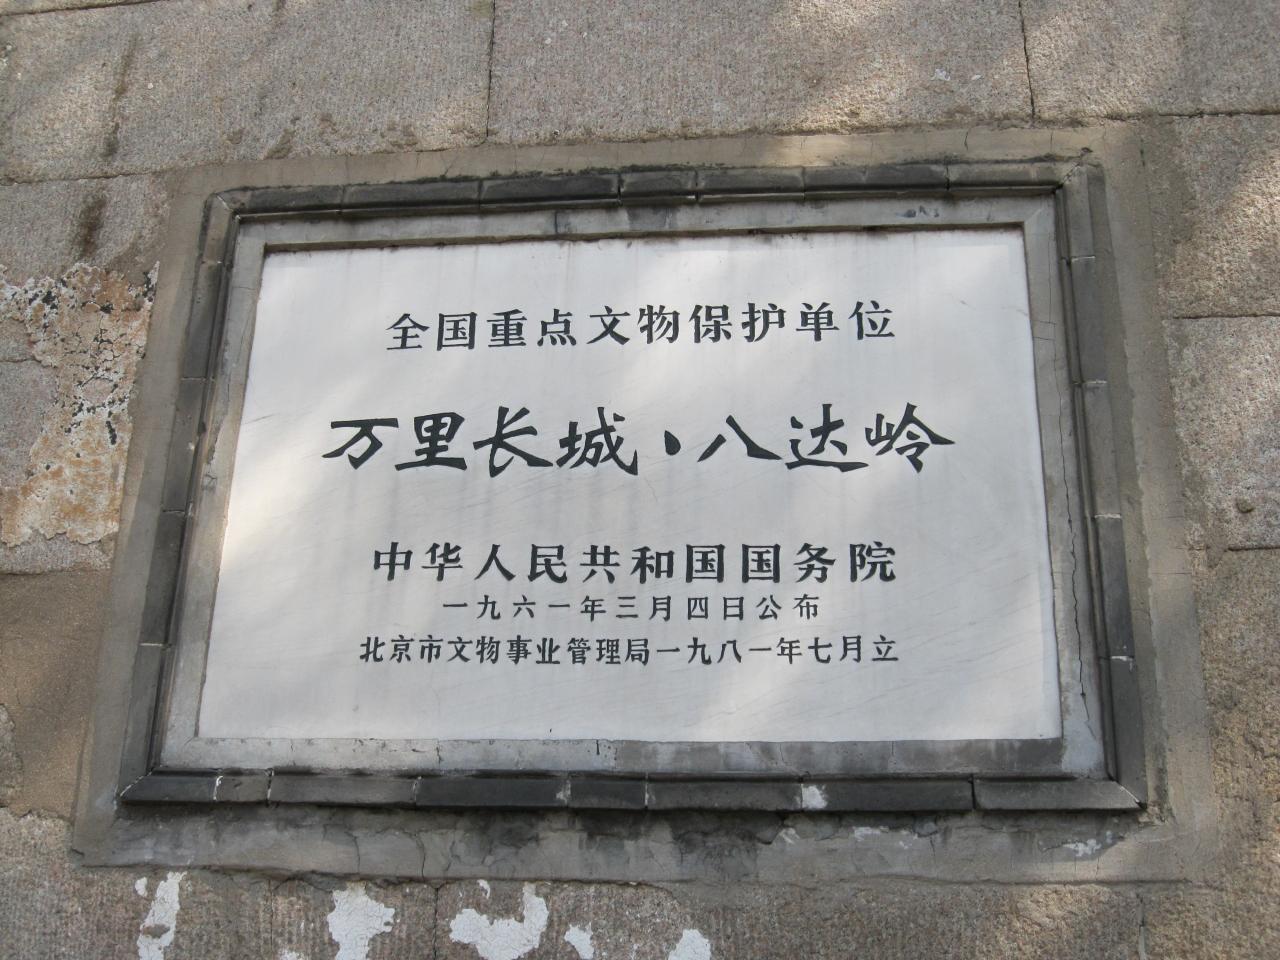 全国重点文物保护单位
万里长城·八达岭
中华人民共和国国务院
一九六一年三月四日公布
北京市文物事业管理局一九八一年七月立